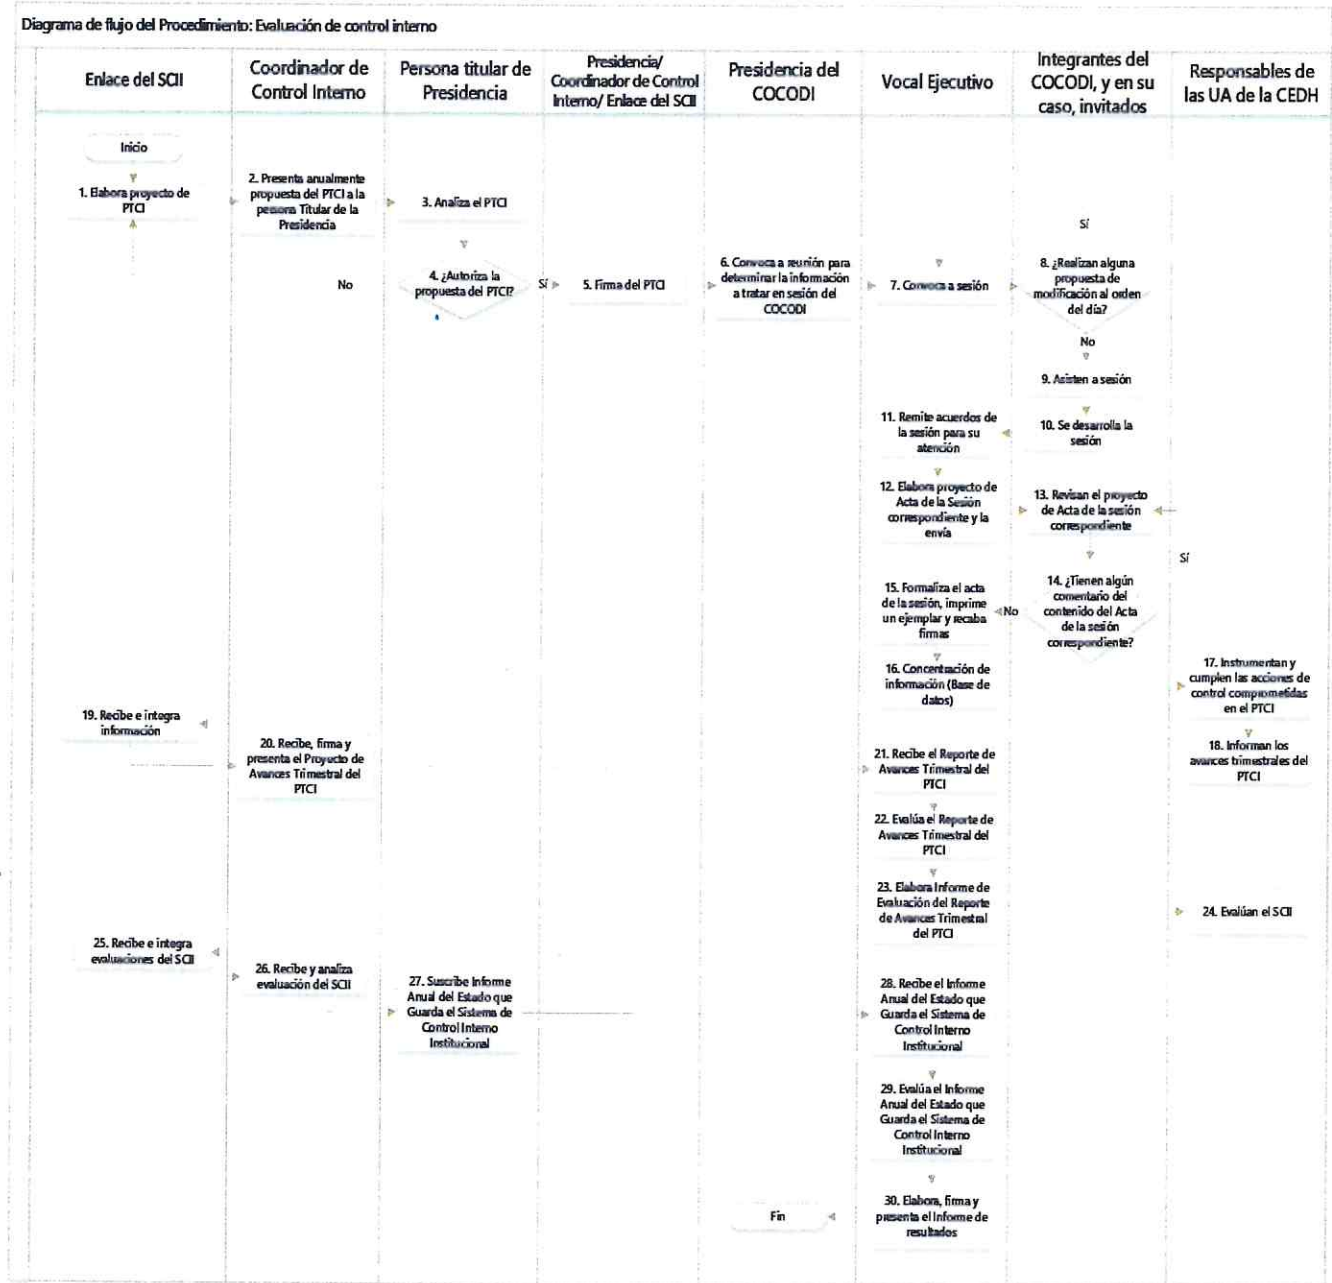 Diagrama de flujo del Procedimiento: Evaluación de control interno
Enlace del SCII
Coordinador de
Control Interno
Persona titular de
Presidencia
Presidencia/
Coordinador de Control
Interno/ Enlace del SCII
Presidencia del
COCODI
Vocal Ejecutivo
Integrantes del
COCODI, y en su
caso, invitados
Responsables de
las UA de la CEDH
Inicio
1. Elabora proyecto de
PTCI
2. Presenta anualmente
propuesta del PTCI a la
persona Titular de la
Presidencia
3. Analiza el PTCI
4. ¿Autoriza la
propuesta del PTCI?
No
Sí
5. Firma del PTCI
6. Convoca a reunión para
determinar la información
a tratar en sesión del
COCODI
7. Convoca a sesión
Sí
8. ¿Realizan alguna
propuesta de
modificación al orden
del día?
No
9. Asisten a sesión
10. Se desarrolla la
sesión
11. Remite acuerdos de
la sesión para su
atención
12. Elabora proyecto de
Acta de la Sesión
correspondiente y la
envía
13. Revisan el proyecto
de Acta de la sesión
correspondiente
Sí
14. ¿Tienen algún
comentario del
contenido del Acta
de la sesión
correspondiente?
No
15. Formaliza el acta
de la sesión, imprime
un ejemplar y recaba
firmas
16. Concentración de
información (Base de
datos)
17. Instrumentan y
cumplen las acciones de
control comprometidas
en el PTCI
18. Informan los
avances trimestrales del
PTCI
19. Recibe e integra
información
20. Recibe, firma y
presenta el Proyecto de
Avances Trimestral del
PTCI
21. Recibe el Reporte de
Avances Trimestral del
PTCI
22. Evalúa el Reporte de
Avances Trimestral del
PTCI
23. Elabora Informe de
Evaluación del Reporte
de Avances Trimestral
del PTCI
24. Evalúan el SCII
25. Recibe e integra
evaluaciones del SCII
26. Recibe y analiza
evaluación del SCII
27. Suscribe Informe
Anual del Estado que
Guarda el Sistema de
Control Interno
Institucional
28. Recibe el Informe
Anual del Estado que
Guarda el Sistema de
Control Interno
Institucional
29. Evalúa el Informe
Anual del Estado que
Guarda el Sistema de
Control Interno
Institucional
30. Elabora, firma y
presenta el Informe de
resultados
Fin